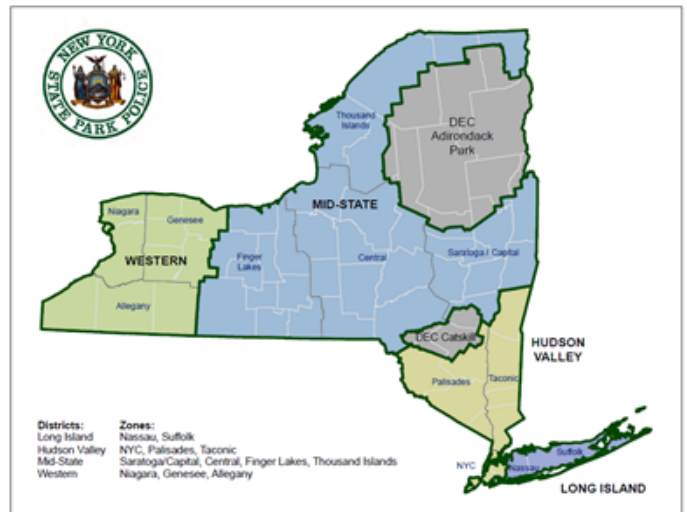 NEW YORK
STATE PARK POLICE
DEC
Adirondack
Park
Thousand
Islands
MID-STATE
Niagara
Genesee
WESTERN
Finger
Lakes
Central
Saratoga / Capital
Allegany
DEC Catskill
HUDSON
VALLEY
Palisades
Taconic
NYC
Nassau
Suffolk
LONG ISLAND
Districts: Zones:
Long Island Nassau, Suffolk
Hudson Valley NYC, Palisades, Taconic
Mid-State Saratoga/Capital, Central, Finger Lakes, Thousand Islands
Western Niagara, Genesee, Allegany